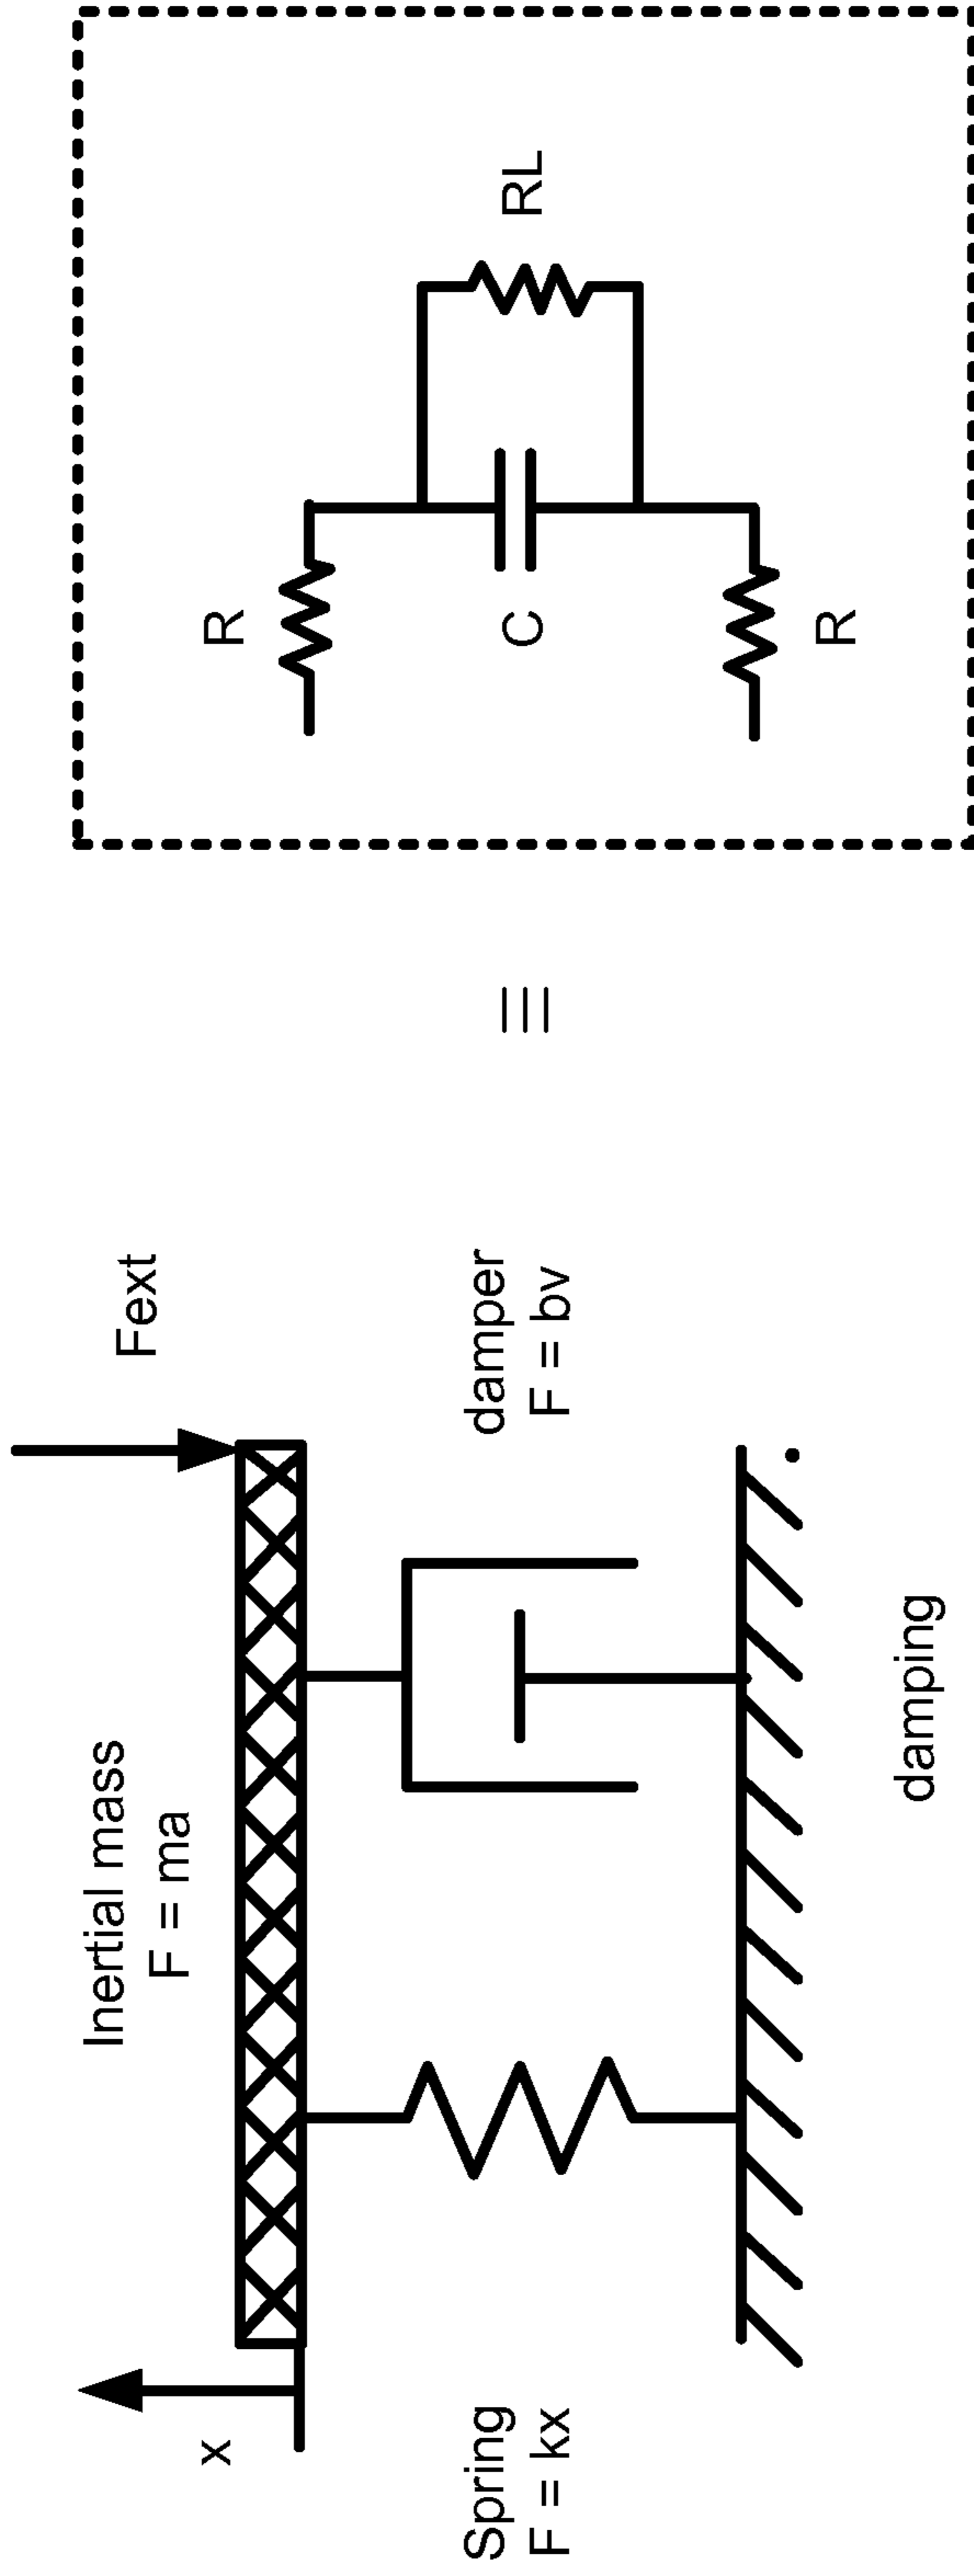 x
Inertial mass
F = ma
Fext
Spring
F = kx
damper
F = bv
damping
≡
R
C
RL
R